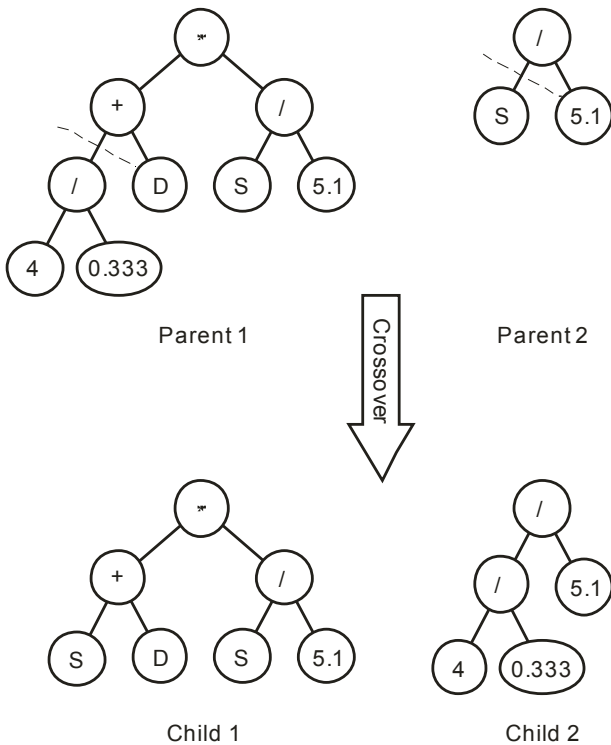 *
/
+
/
S
5.1
/
D
S
5.1
4
0.333
Parent 1
Parent 2
Crossover
*
/
+
/
/
5.1
S
D
S
5.1
4
0.333
Child 1
Child 2